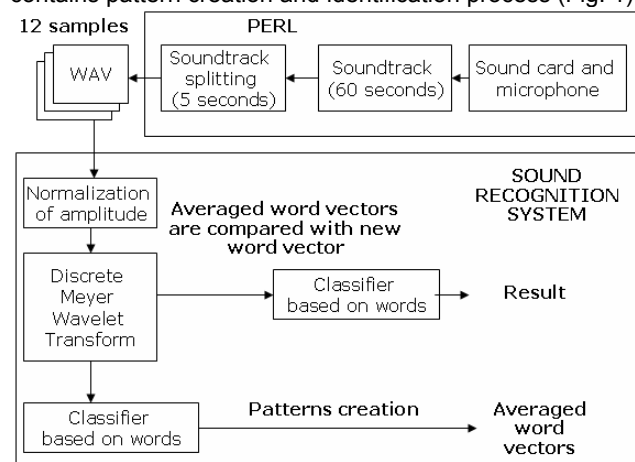 contains pattern creation and identification process (Fig. 1)
12 samples
PERL
WAV
Soundtrack
splitting
(5 seconds)
Soundtrack
(60 seconds)
Sound card and
microphone
Normalization
of amplitude
Averaged word vectors
are compared with new
word vector
SOUND
RECOGNITION
SYSTEM
Discrete
Meyer
Wavelet
Transform
Classifier
based on words
Result
Classifier
based on words
Patterns creation
Averaged
word
vectors